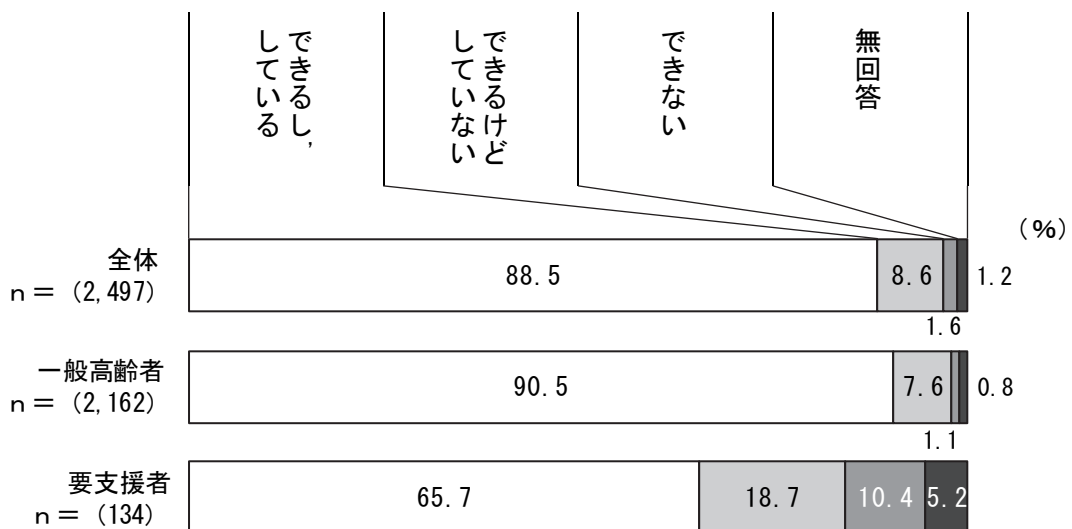 できるし，
している
できるけど
していない
できない
無回答
（％）
全体
ｎ＝（2,497）
88.5
8.6
1.6
1.2
一般高齢者
ｎ＝（2,162）
90.5
7.6
1.1
0.8
要支援者
ｎ＝（134）
65.7
18.7
10.4
5.2